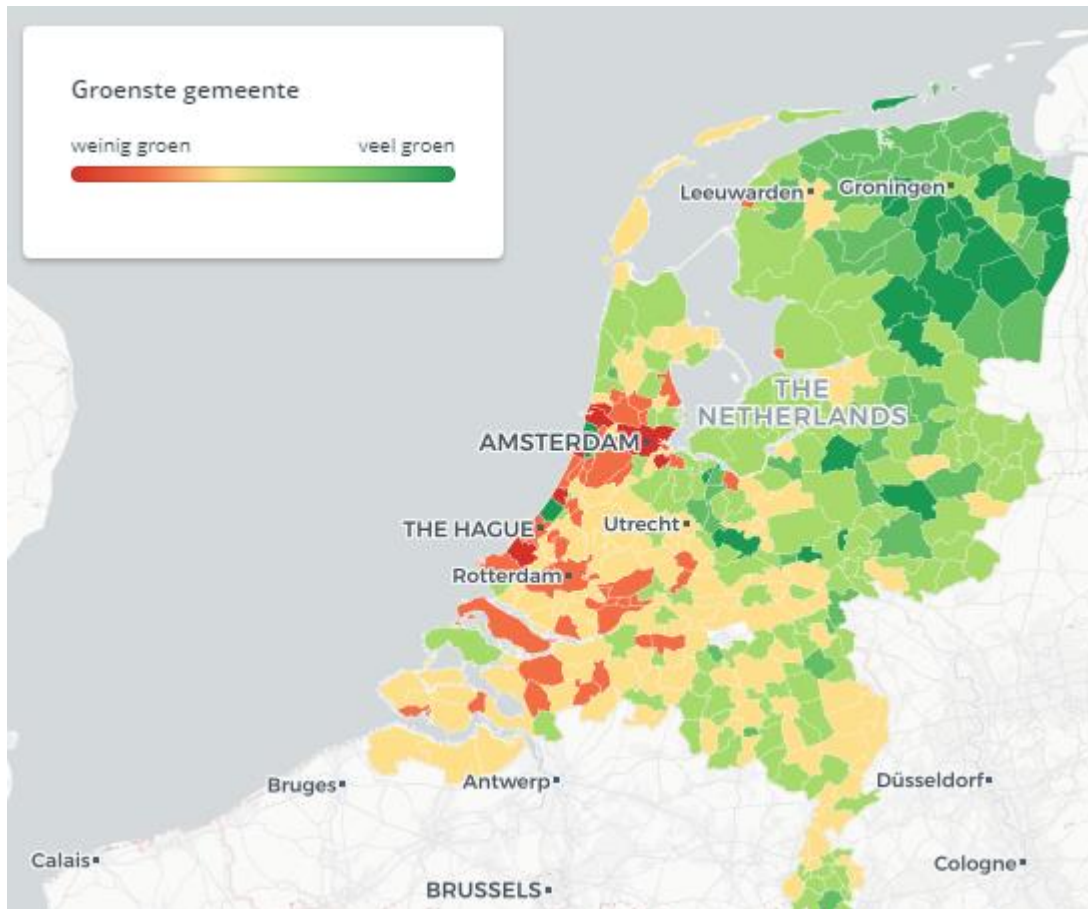 Groenste gemeente
weinig groen
veel groen
Leeuwarden
Groningen
THE
NETHERLANDS
AMSTERDAM
THE HAGUE
Utrecht
Rotterdam
Bruges
Antwerp
Düsseldorf
Calais
Cologne
BRUSSELS